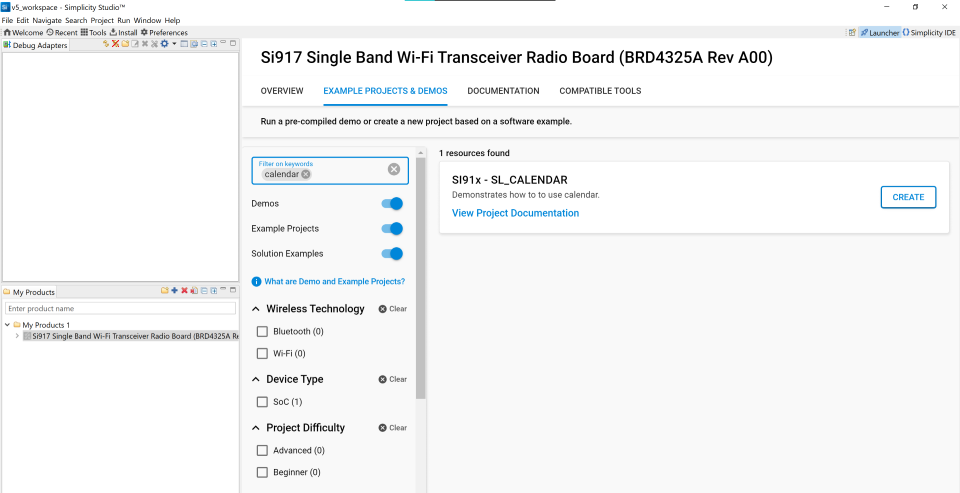 v5_workspace - Simplicity Studio™
File Edit Navigate Search Project Run Window Help
Welcome Recent Tools Install Preferences
Launcher Simplicity IDE
Debug Adapters
Si917 Single Band Wi-Fi Transceiver Radio Board (BRD4325A Rev A00)
OVERVIEW EXAMPLE PROJECTS & DEMOS DOCUMENTATION COMPATIBLE TOOLS
Run a pre-compiled demo or create a new project based on a software example.
Filter on keywords
calendar
Demos
Example Projects
Solution Examples
What are Demo and Example Projects?
Wireless Technology Clear
Bluetooth (0)
Wi-Fi (0)
Device Type Clear
SoC (1)
Project Difficulty Clear
Advanced (0)
Beginner (0)
1 resources found
SI91x - SL_CALENDAR
Demonstrates how to to use calendar.
View Project Documentation
CREATE
My Products
Enter product name
My Products 1
Si917 Single Band Wi-Fi Transceiver Radio Board (BRD4325A Re